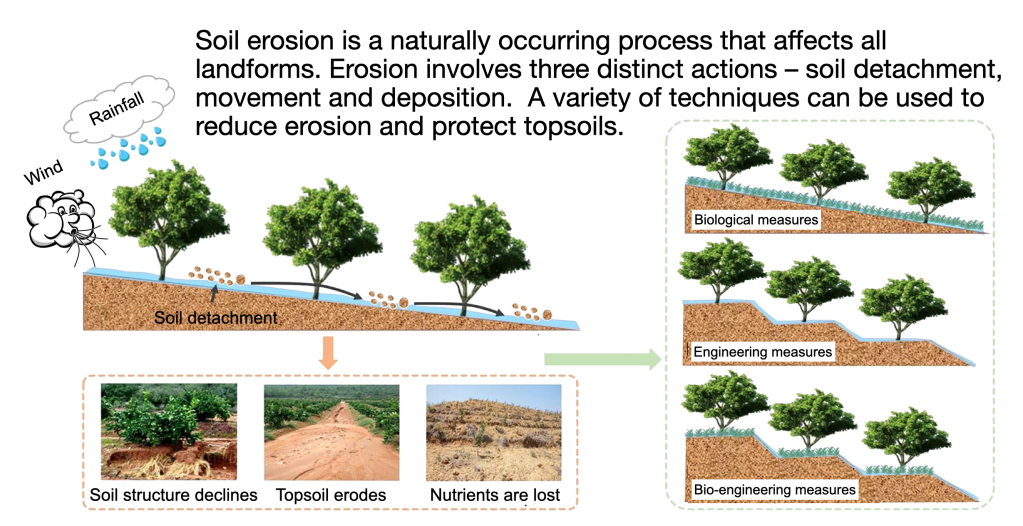 Soil erosion is a naturally occurring process that affects all
landforms. Erosion involves three distinct actions – soil detachment,
movement and deposition.  A variety of techniques can be used to
reduce erosion and protect topsoils.
Rainfall
Wind
Soil detachment
Soil structure declines
Topsoil erodes
Nutrients are lost
Biological measures
Engineering measures
Bio-engineering measures